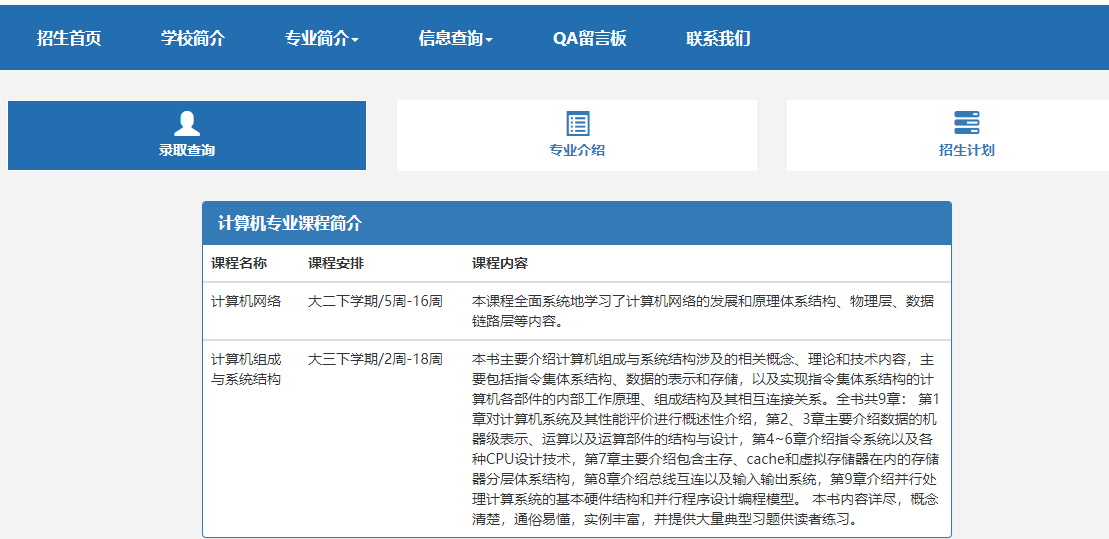 招生首页 学校简介 专业简介 信息查询 QA留言板 联系我们
录取查询 专业介绍 招生计划
计算机专业课程简介
课程名称 课程安排 课程内容
计算机网络 大二下学期/5周-16周 本课程全面系统地学习了计算机网络的发展和原理体系结构、物理层、数据
链路层等内容。
计算机组成 大三下学期/2周-18周 本书主要介绍计算机组成与系统结构涉及的相关概念、理论和技术内容，主
与系统结构 要包括指令集体系结构、数据的表示和存储，以及实现指令集体系结构的计
算机各部件的内部工作原理、组成结构及其相互连接关系。全书共9章： 第1
章对计算机系统及其性能评价进行概述性介绍，第2、3章主要介绍数据的机
器级表示、运算以及运算部件的结构与设计，第4~6章介绍指令系统以及各
种CPU设计技术，第7章主要介绍包含主存、cache和虚拟存储器在内的存储
器分层体系结构，第8章介绍总线互连以及输入输出系统，第9章介绍并行处
理计算系统的基本硬件结构和并行程序设计编程模型。 本书内容详尽，概念
清楚，通俗易懂，实例丰富，并提供大量典型习题供读者练习。